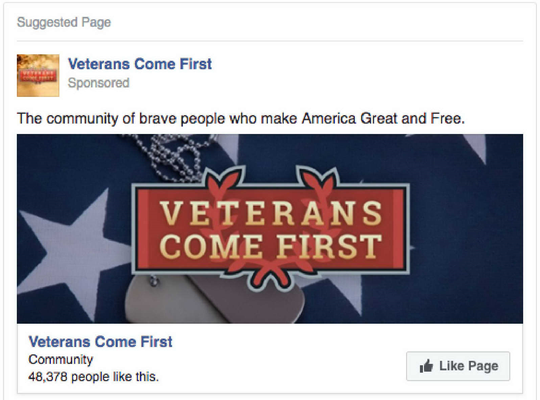 Suggested Page
Veterans Come First
Sponsored
The community of brave people who make America Great and Free.
VETERANS
COME FIRST
Veterans Come First
Community
48,378 people like this.
Like Page